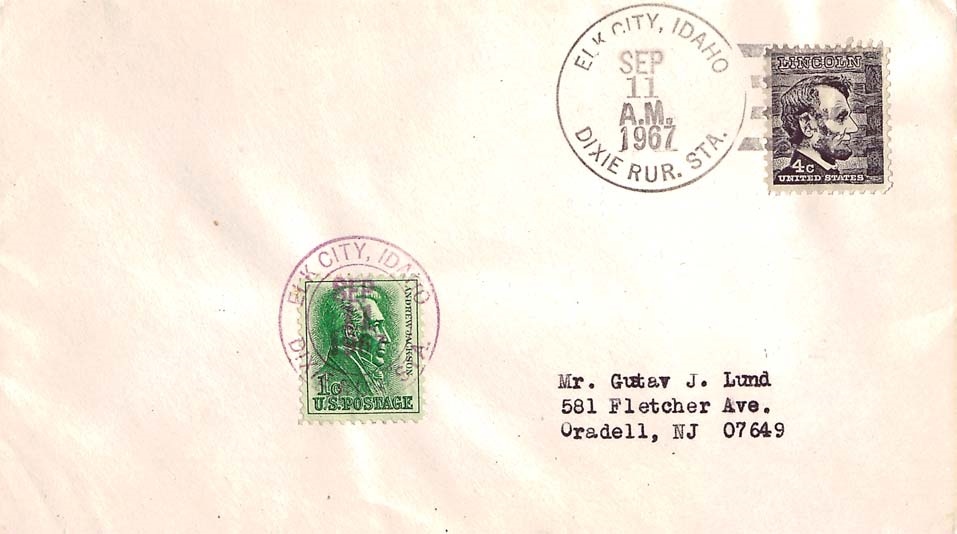 ELK CITY, IDAHO
SEP
11
A.M.
1967
DIXIE RUR. STA.
LINCOLN
4c
UNITED STATES
ELK CITY, IDAHO
SEP
ANDREW JACKSON
1c
U.S. POSTAGE
Mr. Gustav J. Lund
581 Fletcher Ave.
Oradell, NJ 07649